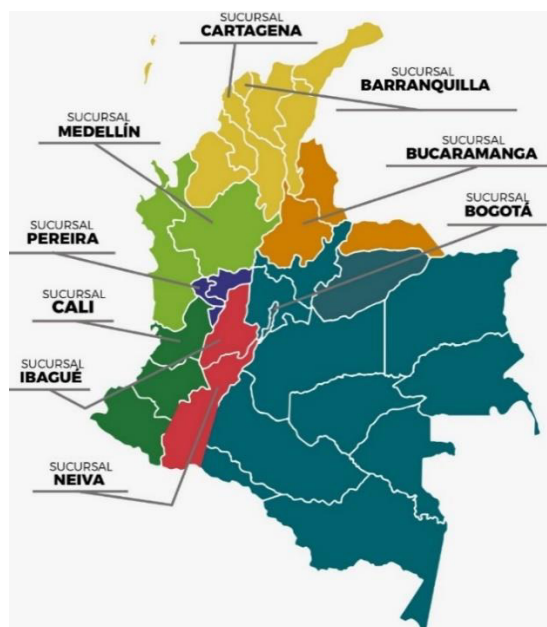 SUCURSAL
CARTAGENA
SUCURSAL
BARRANQUILLA
SUCURSAL
MEDELLÍN
SUCURSAL
BUCARAMANGA
SUCURSAL
BOGOTÁ
SUCURSAL
PEREIRA
SUCURSAL
CALI
SUCURSAL
IBAGUÉ
SUCURSAL
NEIVA